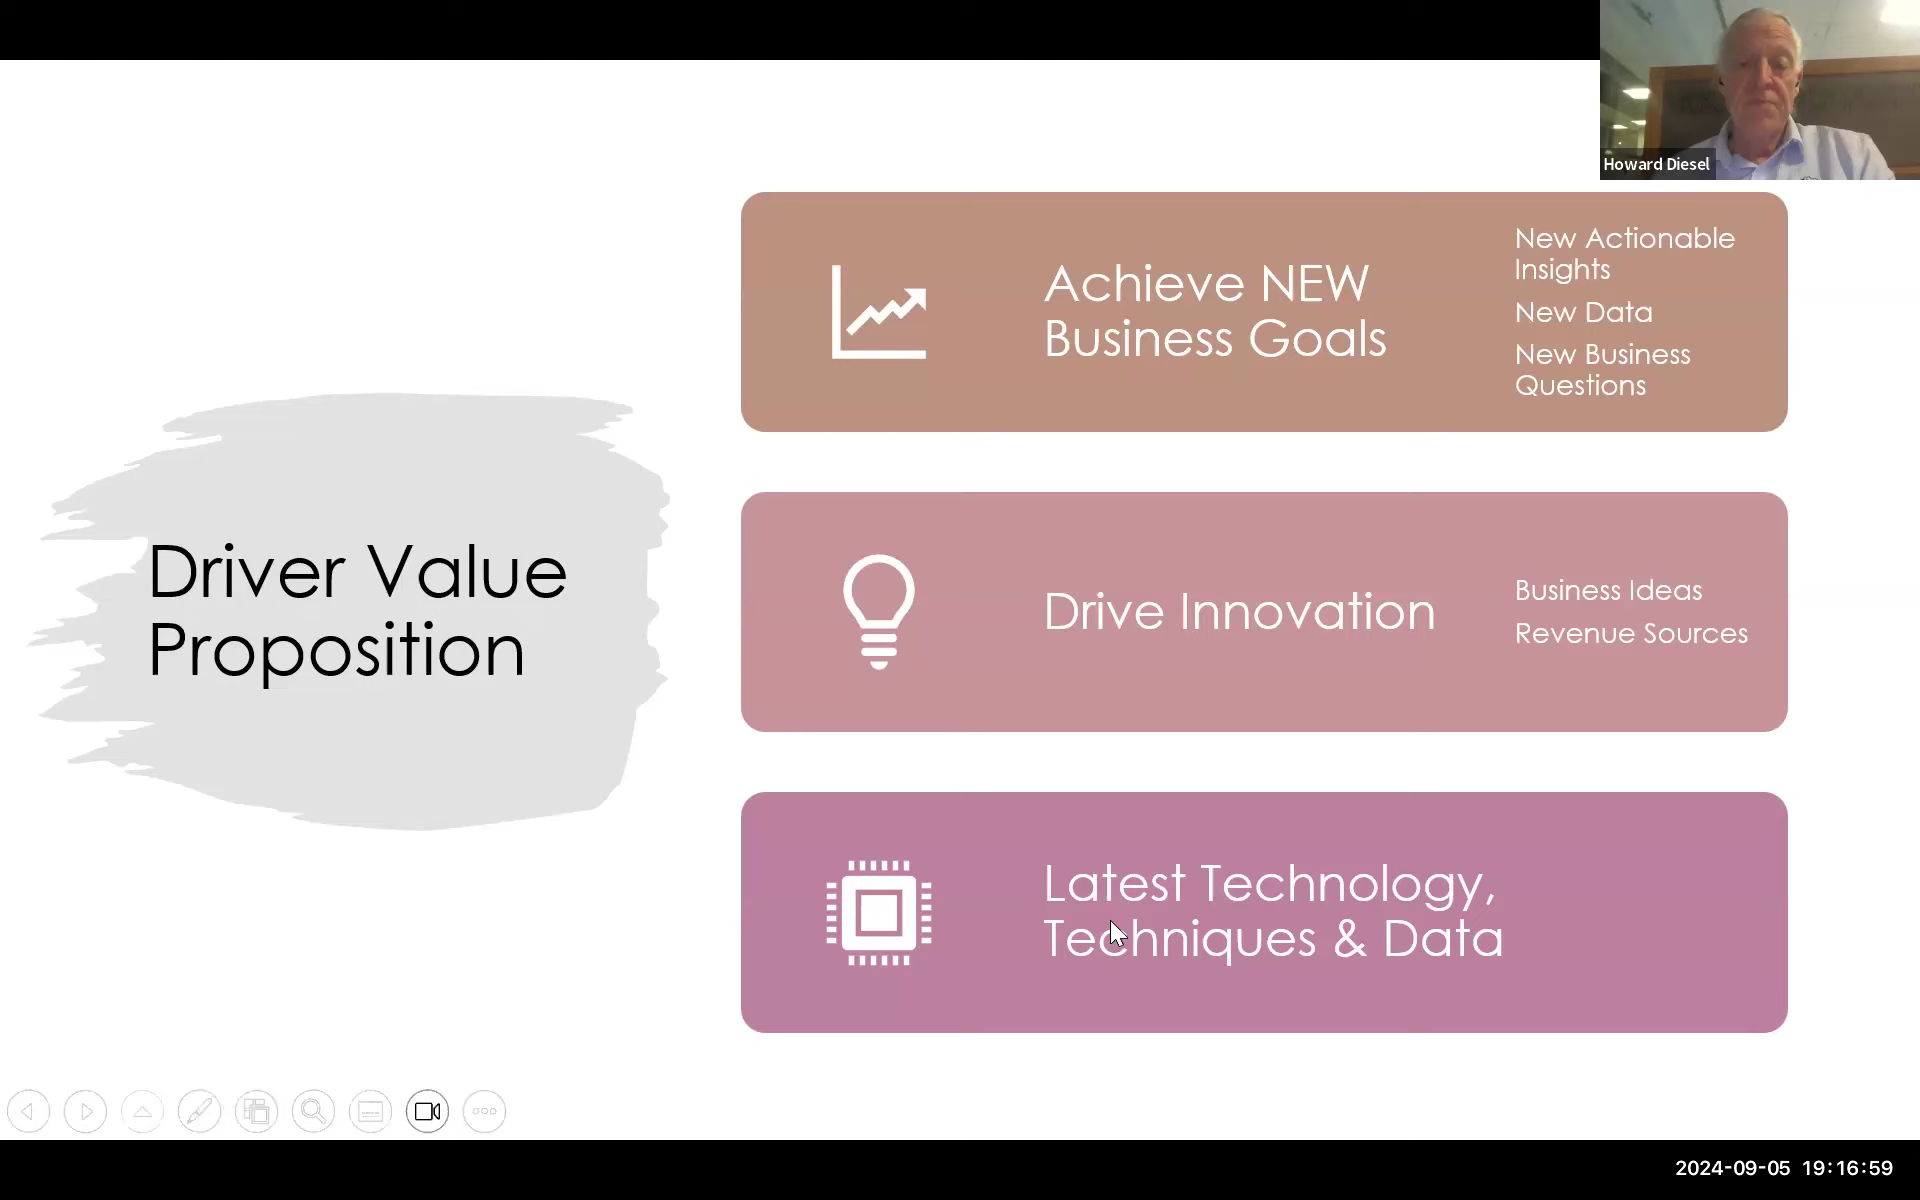 Howard Diesel
Driver Value
Proposition
Achieve NEW
Business Goals
New Actionable
Insights
New Data
New Business
Questions
Drive Innovation
Business Ideas
Revenue Sources
Latest Technology,
Techniques & Data
2024-09-05 19:16:59